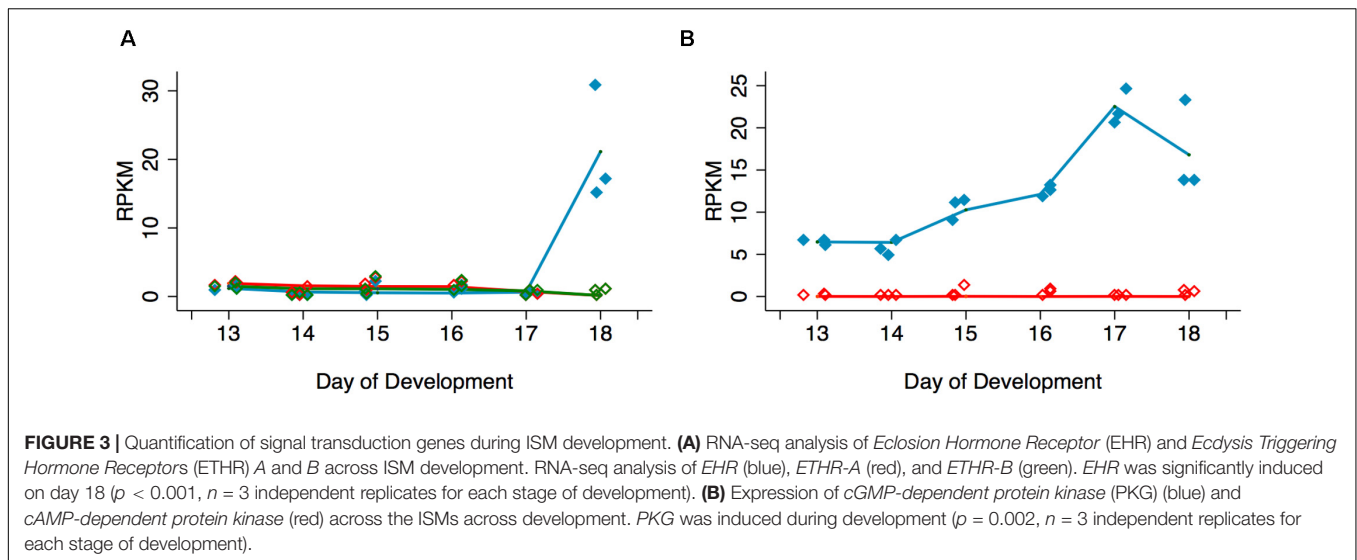 A
B
30
20
10
0
RPKM
13 14 15 16 17 18
Day of Development
25
20
15
10
5
0
RPKM
13 14 15 16 17 18
Day of Development
FIGURE 3 | Quantification of signal transduction genes during ISM development. (A) RNA-seq analysis of Eclosion Hormone Receptor (EHR) and Ecdysis Triggering
Hormone Receptors (ETHR) A and B across ISM development. RNA-seq analysis of EHR (blue), ETHR-A (red), and ETHR-B (green). EHR was significantly induced
on day 18 (p < 0.001, n = 3 independent replicates for each stage of development). (B) Expression of cGMP-dependent protein kinase (PKG) (blue) and
cAMP-dependent protein kinase (red) across the ISMs across development. PKG was induced during development (p = 0.002, n = 3 independent replicates for
each stage of development).